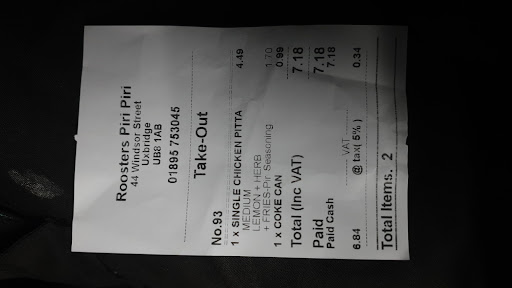 Roosters Piri Piri
44 Windsor Street
Uxbridge
UB8 1AB
01895 753045
Take-Out
No.93
1 x SINGLE CHICKEN PITTA 4.49
MEDIUM
LEMON + HERB
+ FRIES-Piri Seasoning 1.70
1 x COKE CAN 0.99
Total (Inc VAT) 7.18
Paid 7.18
Paid Cash 7.18
VAT
6.84 @ tax( 5% ) 0.34
Total Items. 2